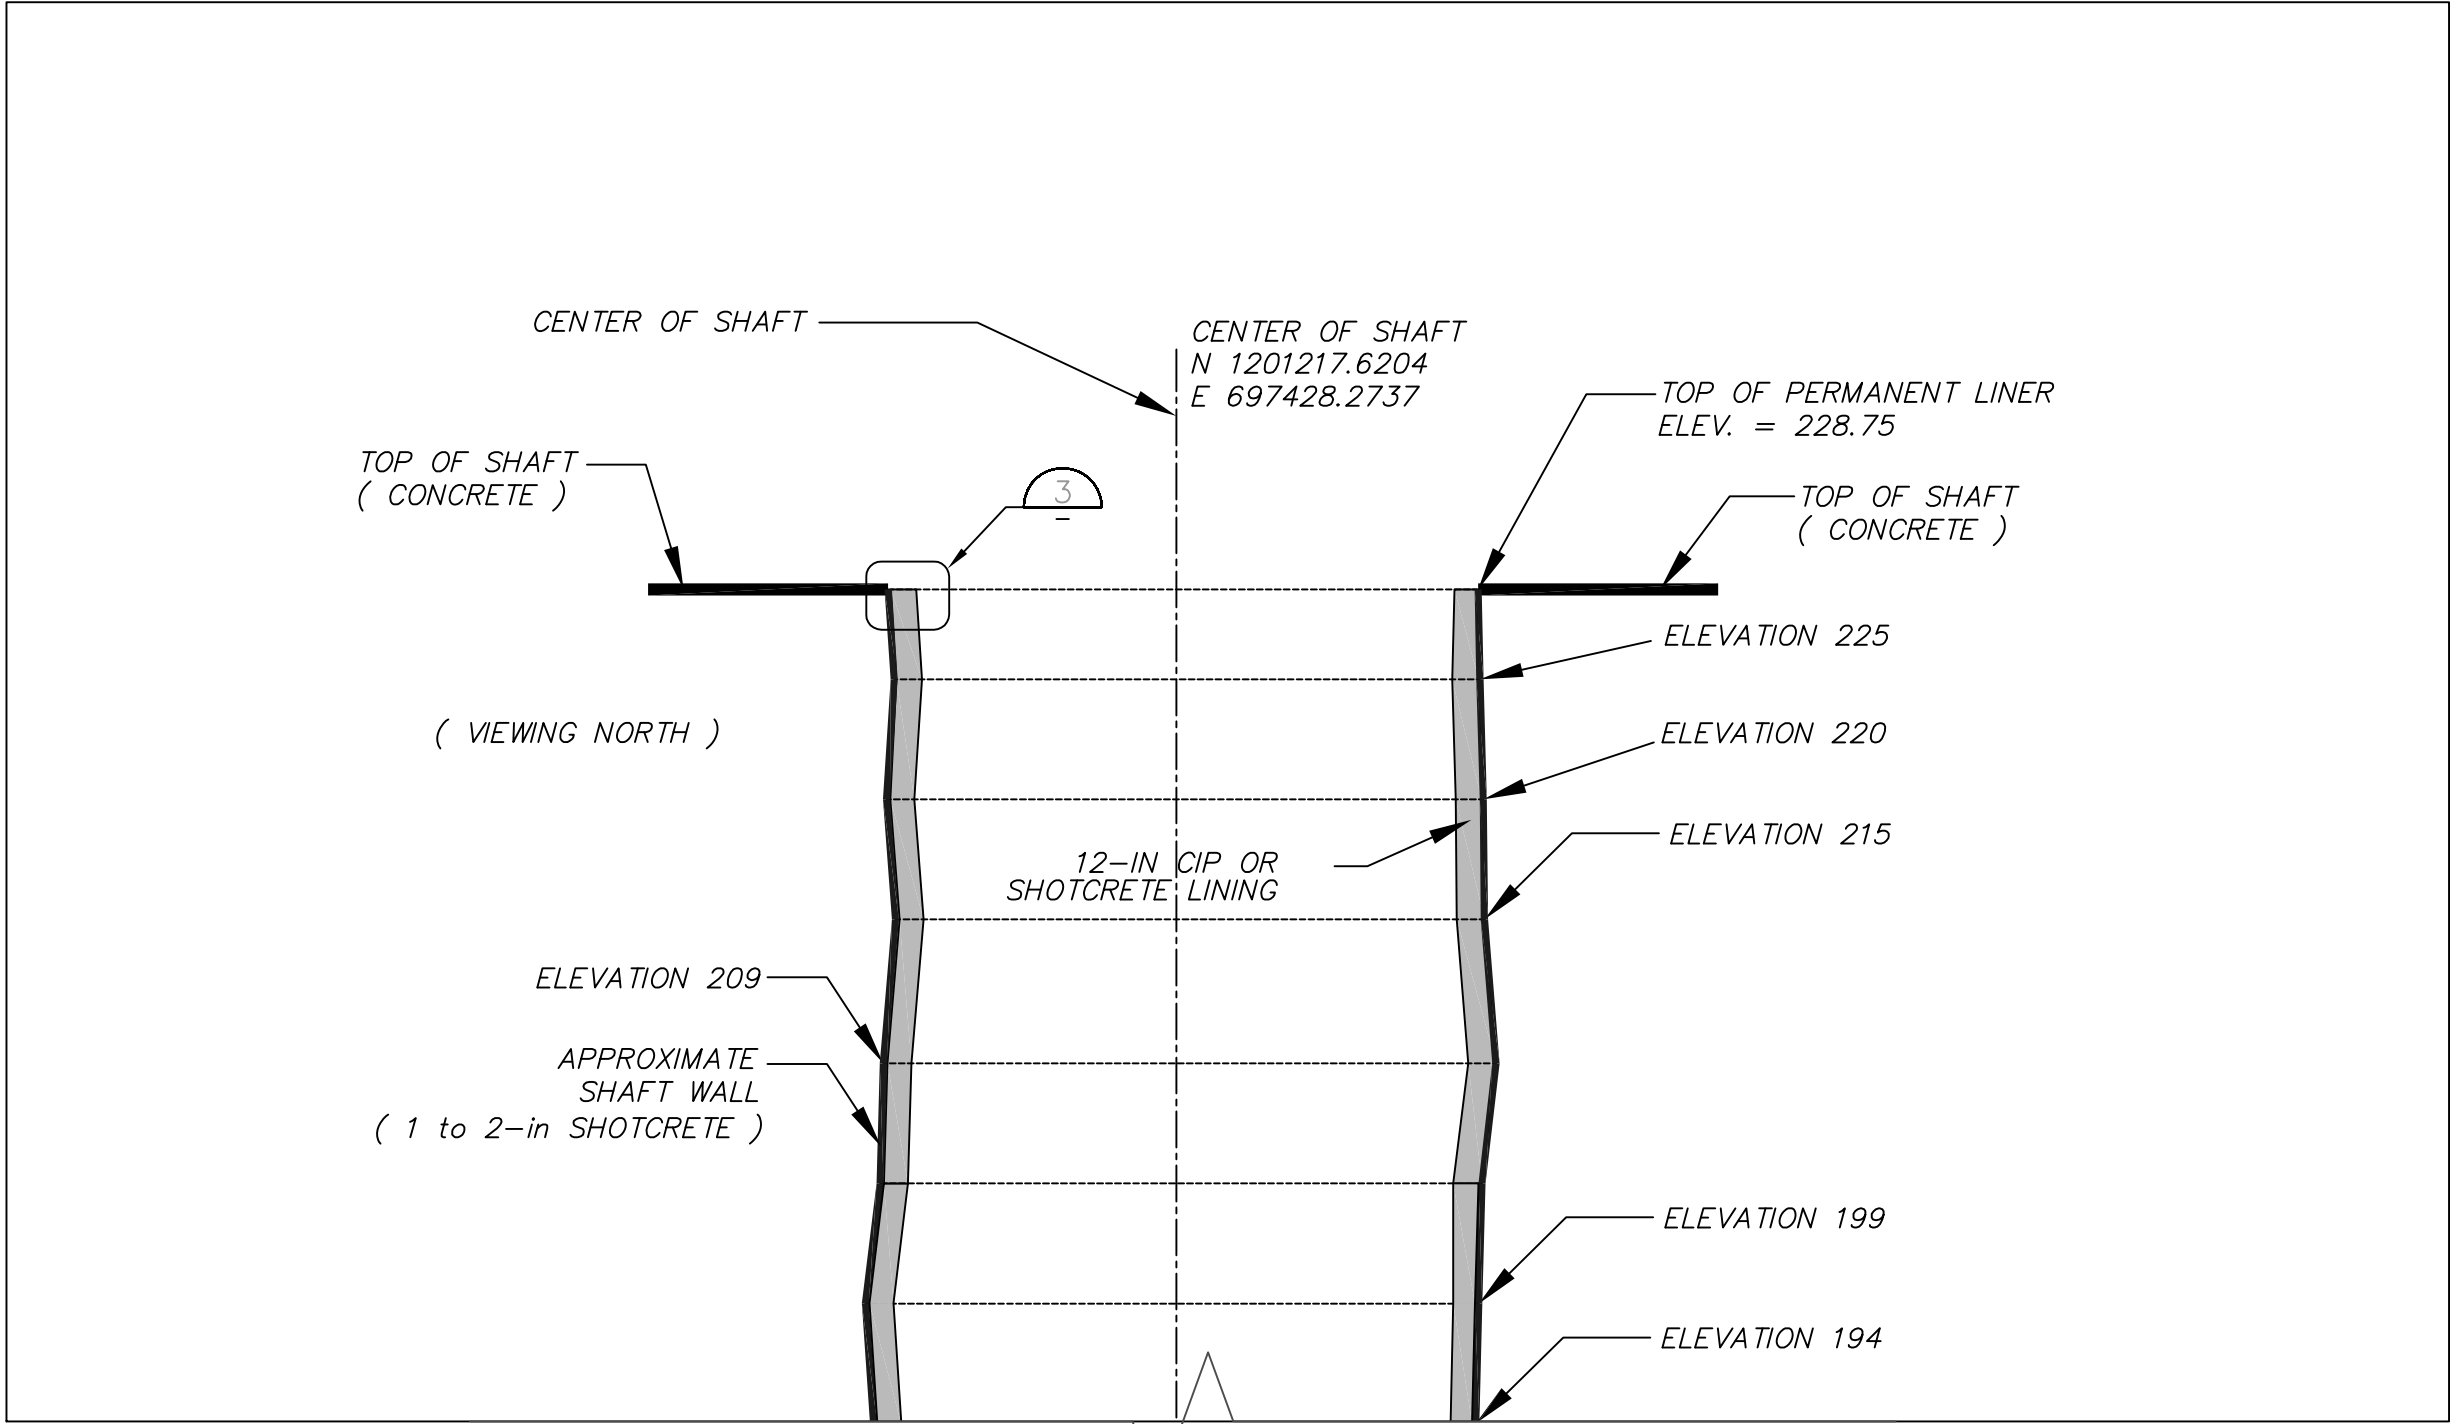 CENTER OF SHAFT
CENTER OF SHAFT
N 1201217.6204
E 697428.2737
TOP OF PERMANENT LINER
ELEV. = 228.75
TOP OF SHAFT
( CONCRETE )
3
TOP OF SHAFT
( CONCRETE )
ELEVATION 225
( VIEWING NORTH )
ELEVATION 220
ELEVATION 215
12-IN CIP OR
SHOTCRETE LINING
ELEVATION 209
APPROXIMATE
SHAFT WALL
( 1 to 2-in SHOTCRETE )
ELEVATION 199
ELEVATION 194